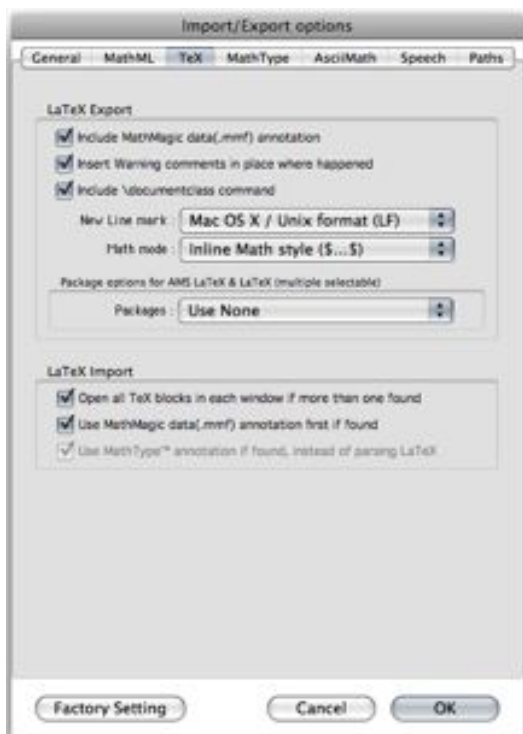 Import/Export options
General MathML TeX MathType AsciiMath Speech Paths
LaTeX Export
Include MathMagic data(.mmf) annotation
Insert Warning comments in place where happened
Include \documentclass command
New Line mark : Mac OS X / Unix format (LF)
Math mode : Inline Math style ($...$)
Package options for AMS LaTeX & LaTeX (multiple selectable)
Packages : Use None
LaTeX Import
Open all TeX blocks in each window if more than one found
Use MathMagic data(.mmf) annotation first if found
Use MathType™ annotation if found, instead of parsing LaTeX
Factory Setting Cancel OK